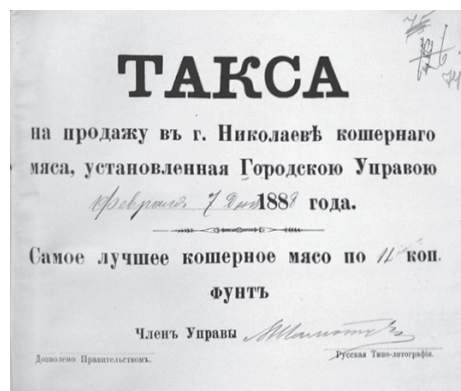 ТАКСА
на продажу въ г. Николаевѣ кошернаго
мяса, установленная Городскою Управою
Февраля 7 дня 1888 года.
Самое лучшее кошерное мясо по 11 коп.
фунтъ
Членъ Управы
Дозволено Правительствомъ. Русская Типо-литографія.